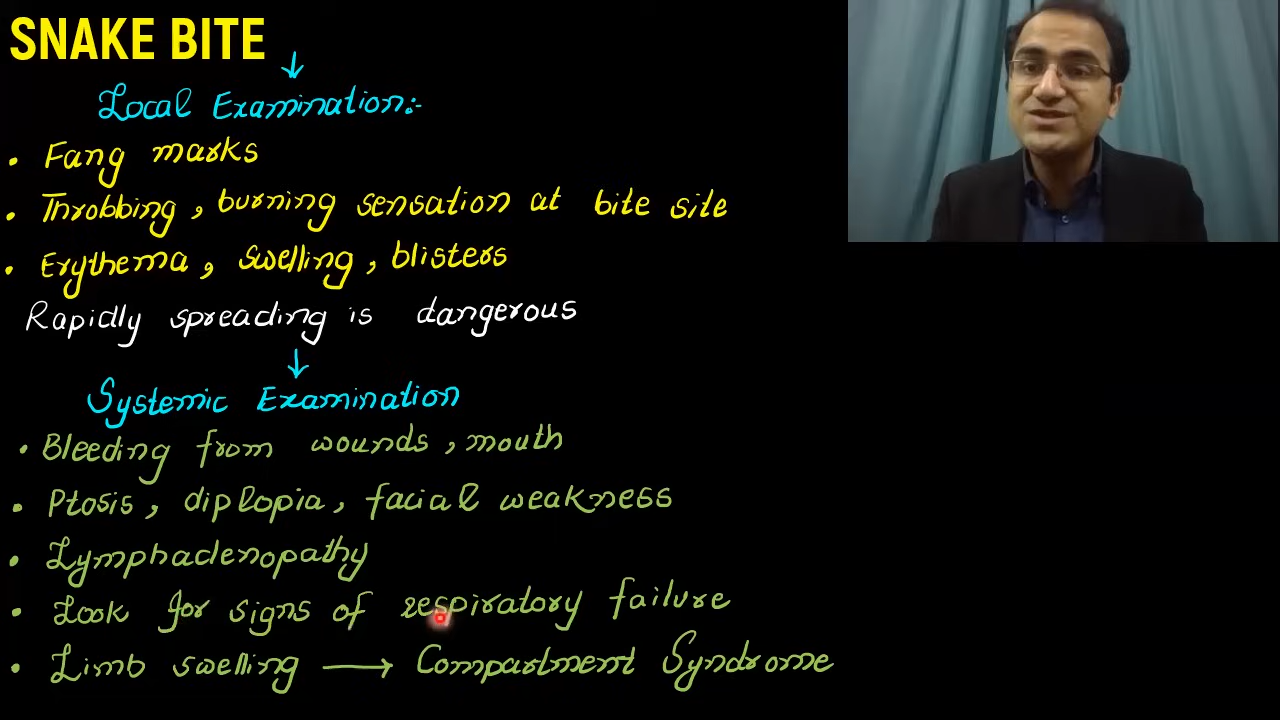 SNAKE BITE
↓
Local Examination:-
• Fang marks
• Throbbing, burning sensation at bite site
• Erythema, swelling, blisters
Rapidly spreading is dangerous
↓
Systemic Examination
• Bleeding from wounds, mouth
• Ptosis, diplopia, facial weakness
• Lymphadenopathy
• Look for signs of respiratory failure
• Limb swelling → Compartment Syndrome